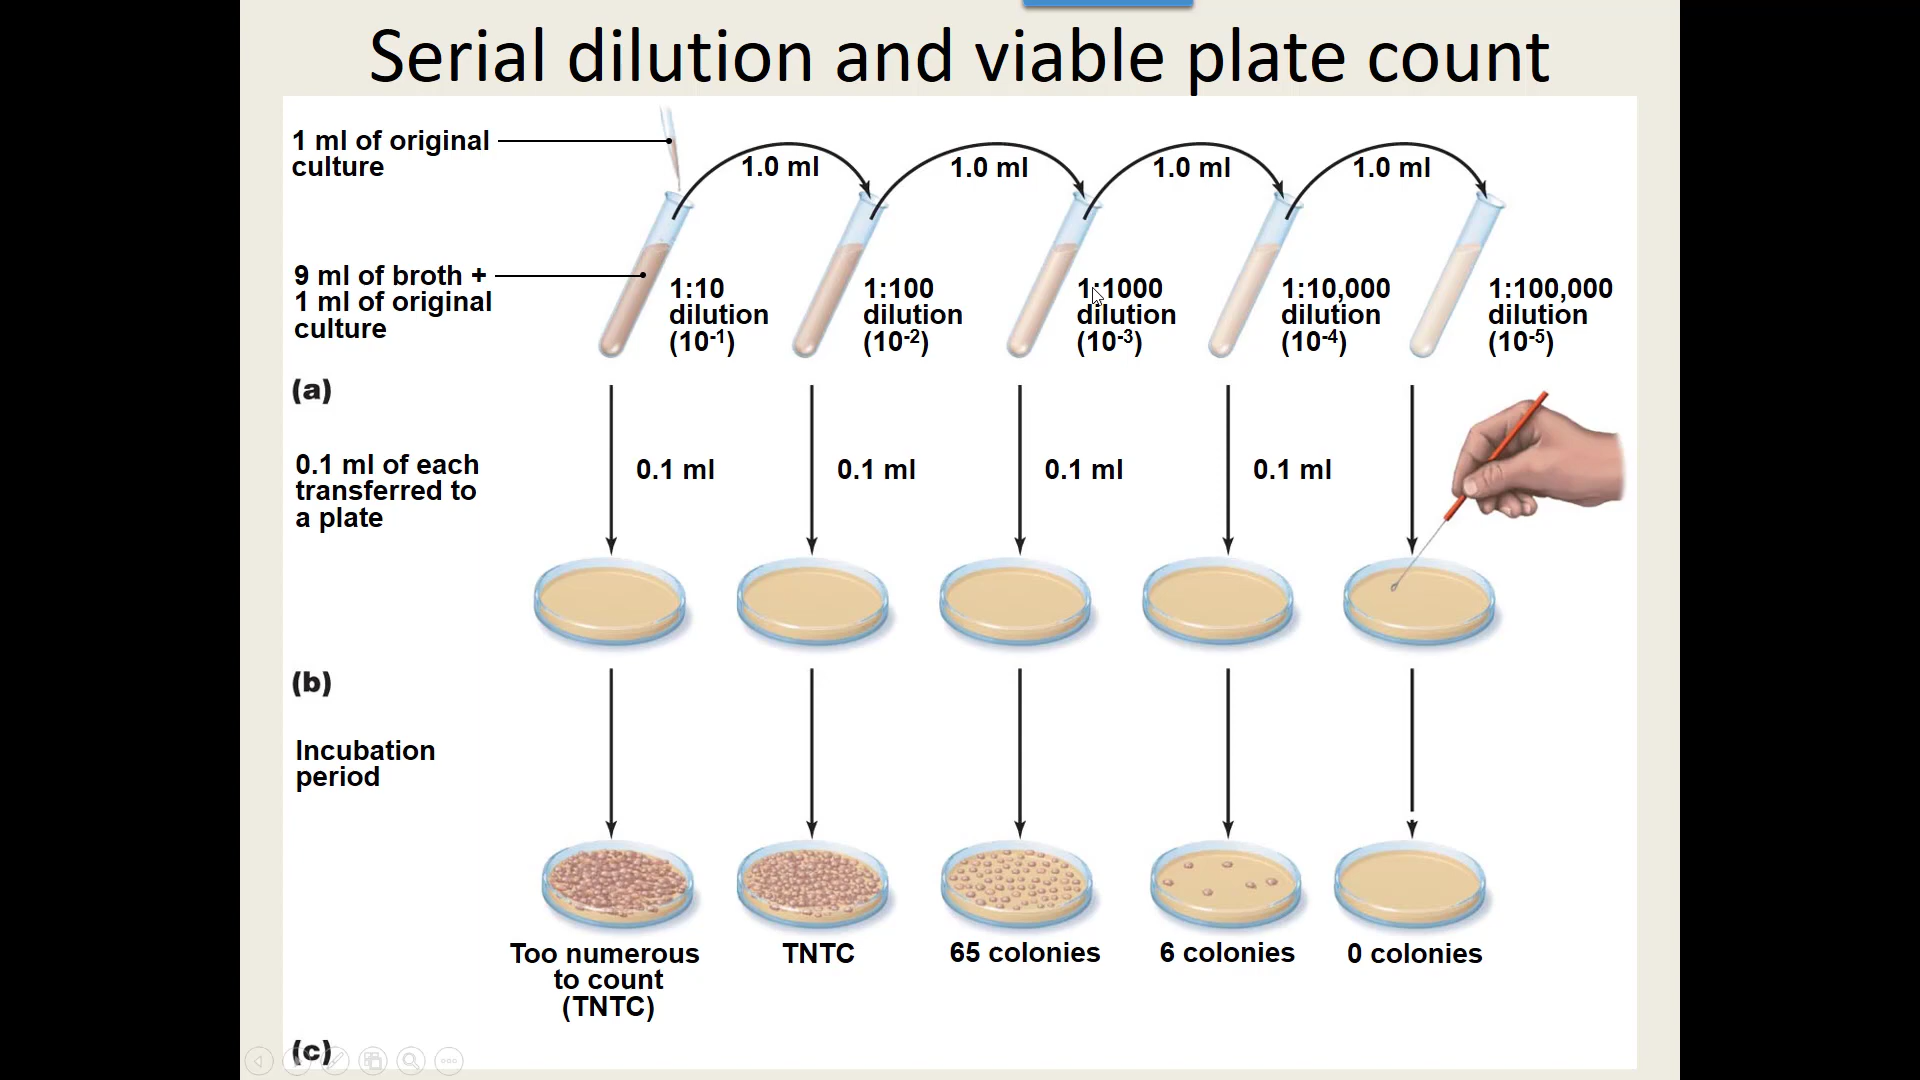 Serial dilution and viable plate count
1 ml of original
culture
1.0 ml
1.0 ml
1.0 ml
1.0 ml
9 ml of broth +
1 ml of original
culture
1:10
dilution
(10⁻¹)
1:100
dilution
(10⁻²)
1:1000
dilution
(10⁻³)
1:10,000
dilution
(10⁻⁴)
1:100,000
dilution
(10⁻⁵)
(a)
0.1 ml of each
transferred to
a plate
0.1 ml
0.1 ml
0.1 ml
0.1 ml
(b)
Incubation
period
Too numerous
to count
(TNTC)
TNTC
65 colonies
6 colonies
0 colonies
(c)